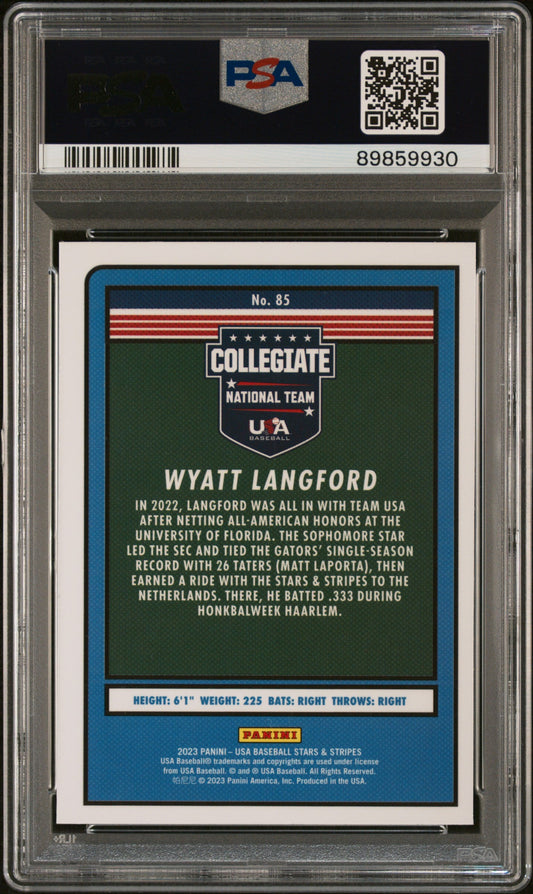 PSA
PSA
89859930
No. 85
COLLEGIATE
NATIONAL TEAM
USA
BASEBALL
WYATT LANGFORD
IN 2022, LANGFORD WAS ALL IN WITH TEAM USA
AFTER NETTING ALL-AMERICAN HONORS AT THE
UNIVERSITY OF FLORIDA. THE SOPHOMORE STAR
LED THE SEC AND TIED THE GATORS' SINGLE-SEASON
RECORD WITH 26 TATERS (MATT LAPORTA), THEN
EARNED A RIDE WITH THE STARS & STRIPES TO THE
NETHERLANDS. THERE, HE BATTED .333 DURING
HONKBALWEEK HAARLEM.
HEIGHT: 6'1" WEIGHT: 225 BATS: RIGHT THROWS: RIGHT
PANINI
2023 PANINI – USA BASEBALL STARS & STRIPES
USA Baseball® trademarks and copyrights are used under license
from USA Baseball. © and ® USA Baseball. All Rights Reserved.
帕尼尼 © 2023 Panini America, Inc. Produced in the USA.
PSA